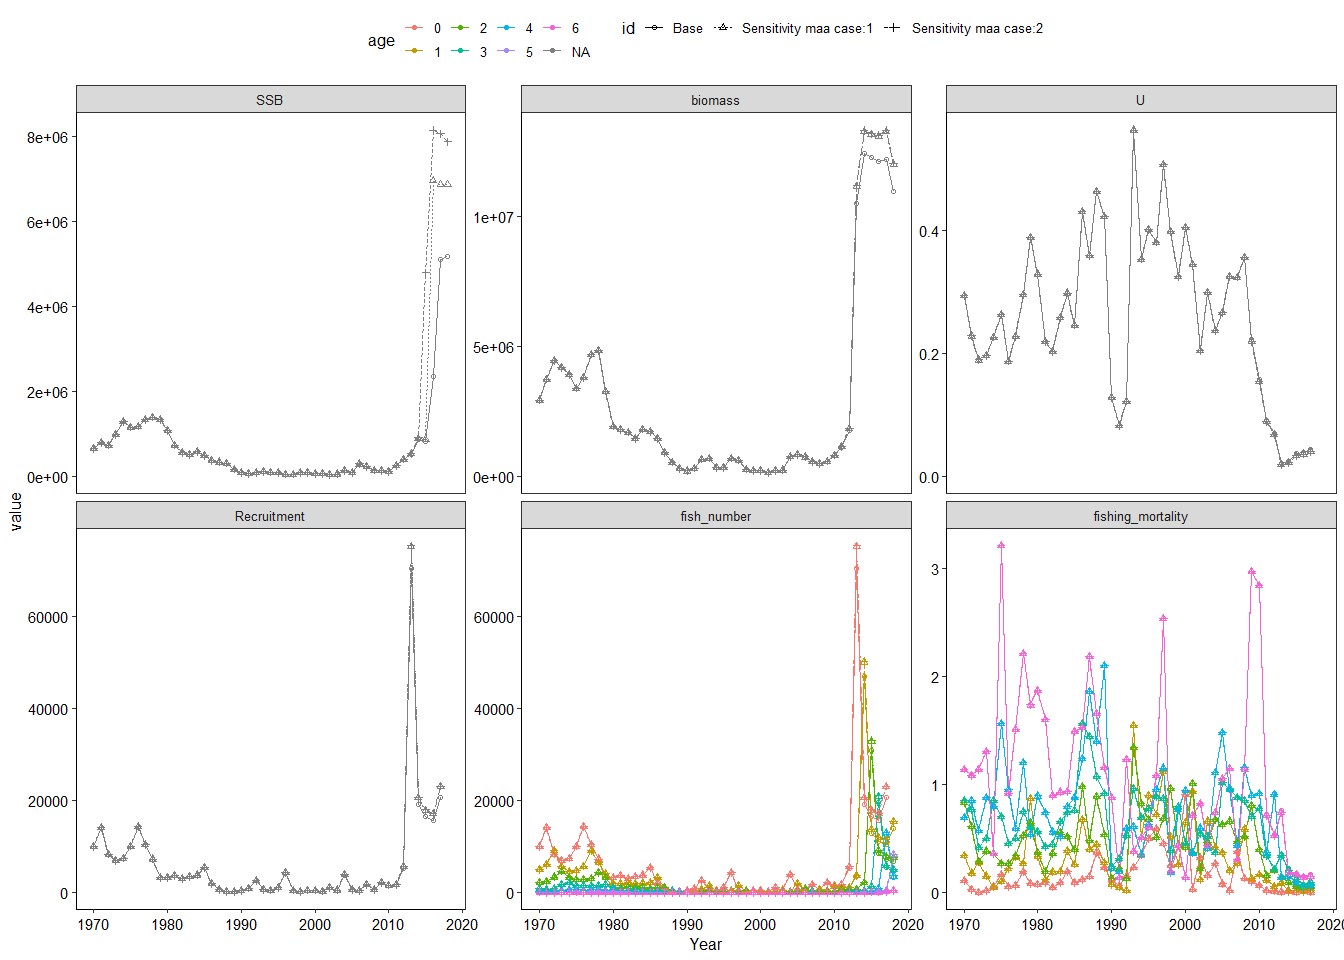 age 0 2 4 6 id Base Sensitivity maa case:1 Sensitivity maa case:2
1 3 5 NA
SSB biomass U
8e+06
6e+06
4e+06
2e+06
0e+00
1e+07
5e+06
0e+00
0.4
0.2
0.0
value
Recruitment fish_number fishing_mortality
60000
40000
20000
0
60000
40000
20000
0
3
2
1
0
1970 1980 1990 2000 2010 2020 1970 1980 1990 2000 2010 2020 1970 1980 1990 2000 2010 2020
Year